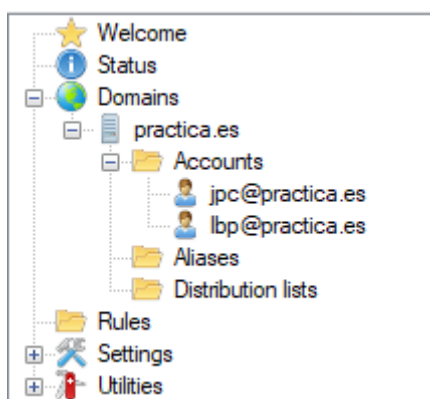 Welcome
Status
Domains
practica.es
Accounts
jpc@practica.es
lbp@practica.es
Aliases
Distribution lists
Rules
Settings
Utilities